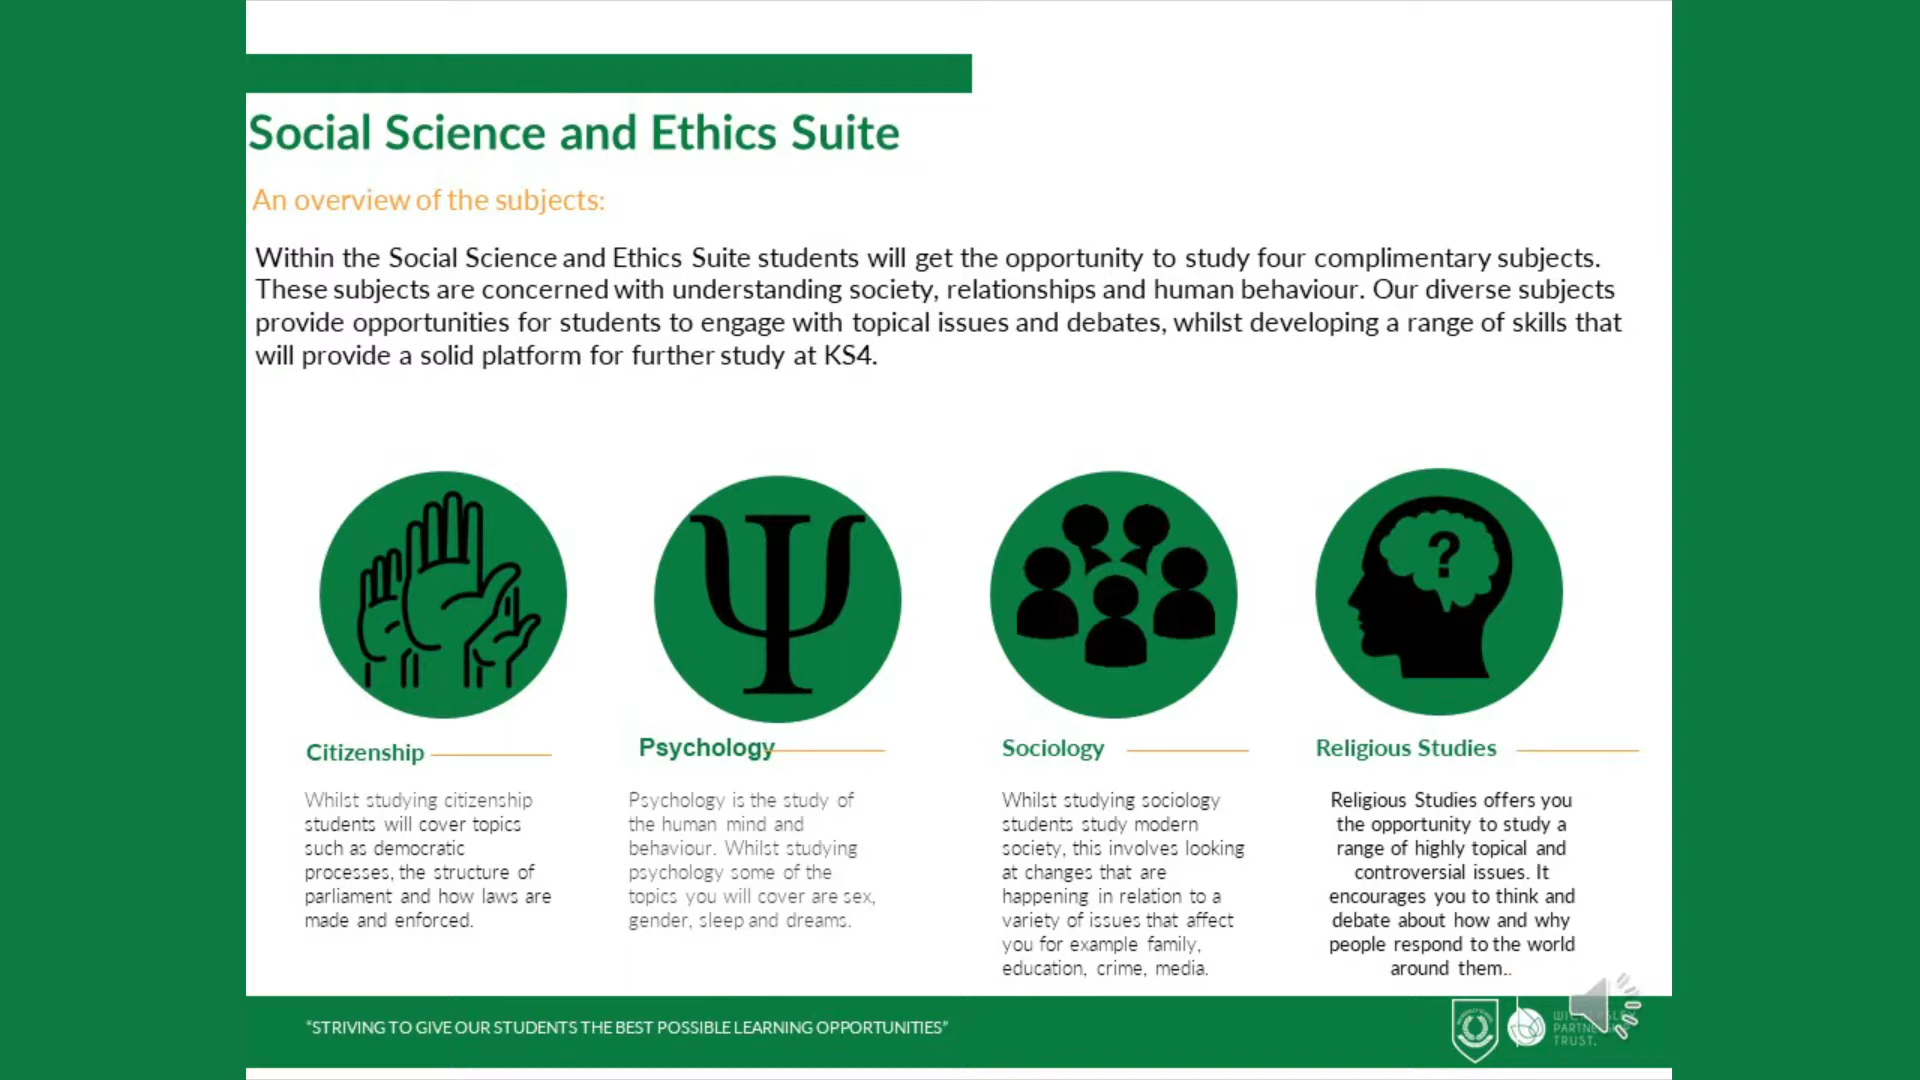 Social Science and Ethics Suite
An overview of the subjects:
Within the Social Science and Ethics Suite students will get the opportunity to study four complimentary subjects.
These subjects are concerned with understanding society, relationships and human behaviour. Our diverse subjects
provide opportunities for students to engage with topical issues and debates, whilst developing a range of skills that
will provide a solid platform for further study at KS4.
Ψ
?
Citizenship
Whilst studying citizenship
students will cover topics
such as democratic
processes, the structure of
parliament and how laws are
made and enforced.
Psychology
Psychology is the study of
the human mind and
behaviour. Whilst studying
psychology some of the
topics you will cover are sex,
gender, sleep and dreams.
Sociology
Whilst studying sociology
students study modern
society, this involves looking
at changes that are
happening in relation to a
variety of issues that affect
you for example family,
education, crime, media.
Religious Studies
Religious Studies offers you
the opportunity to study a
range of highly topical and
controversial issues. It
encourages you to think and
debate about how and why
people respond to the world
around them..
“STRIVING TO GIVE OUR STUDENTS THE BEST POSSIBLE LEARNING OPPORTUNITIES”
TRUST.